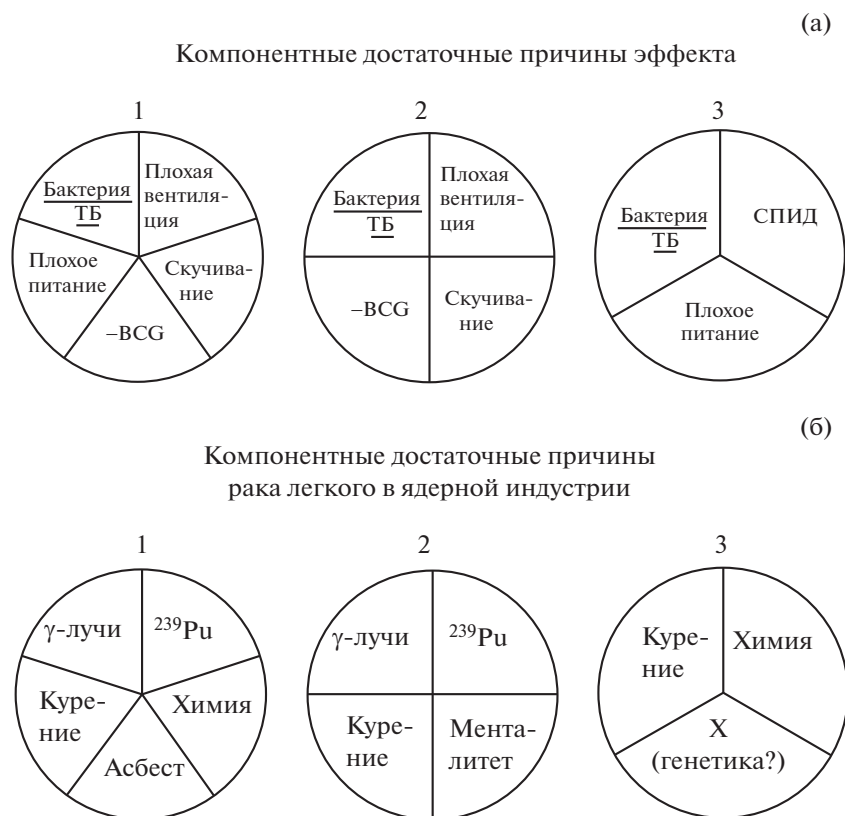 (а)
Компонентные достаточные причины эффекта
1
2
3
Бактерия
ТБ
Плохая
вентиля-
ция
Плохое
питание
Скучива-
ние
–BCG
Бактерия
ТБ
Плохая
вентиля-
ция
–BCG
Скучива-
ние
Бактерия
ТБ
СПИД
Плохое
питание
(б)
Компонентные достаточные причины
рака легкого в ядерной индустрии
1
2
3
γ-лучи
²³⁹Pu
Куре-
ние
Химия
Асбест
γ-лучи
²³⁹Pu
Куре-
ние
Мента-
литет
Куре-
ние
Химия
X
(генетика?)